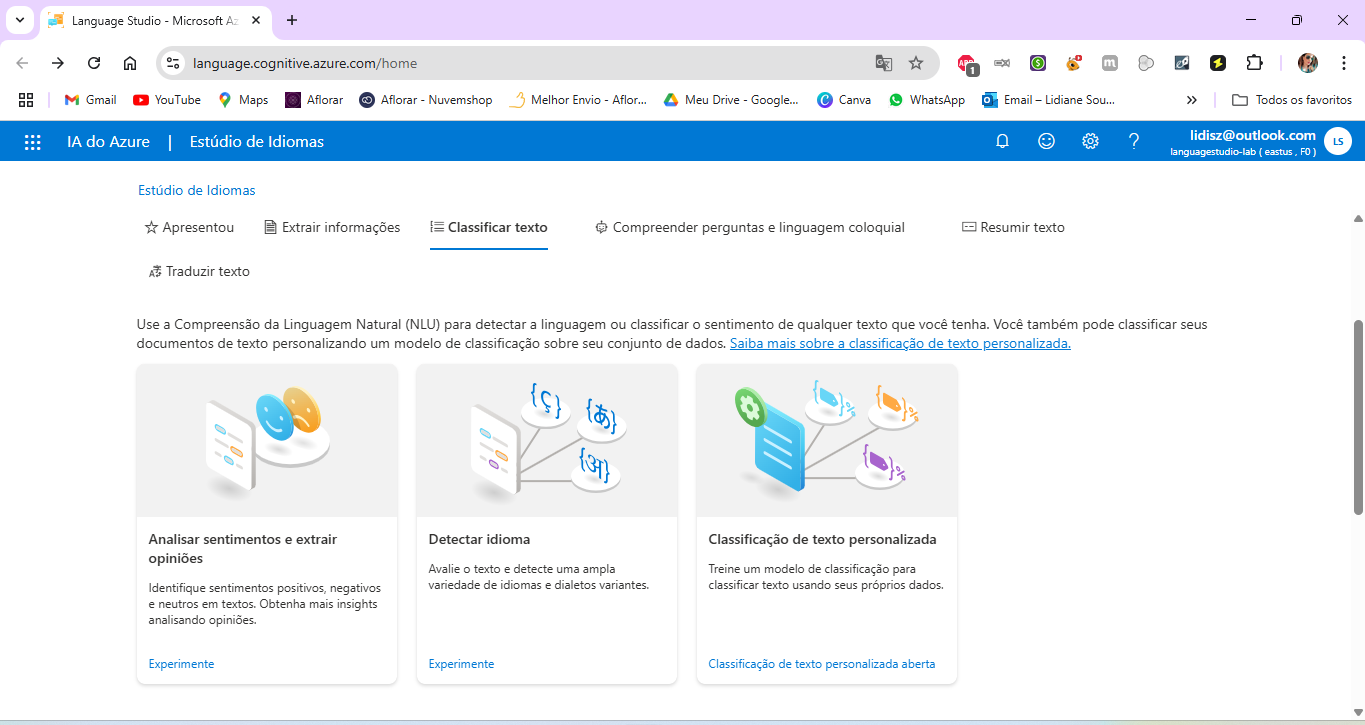 Language Studio - Microsoft Az
language.cognitive.azure.com/home
ABP
1
m
Gmail
YouTube
Maps
Aflorar
Aflorar - Nuvemshop
Melhor Envio - Aflor...
Meu Drive - Google...
Canva
WhatsApp
Email – Lidiane Sou...
Todos os favoritos
IA do Azure | Estúdio de Idiomas
lidisz@outlook.com
languagestudio-lab ( eastus , F0 )
LS
Estúdio de Idiomas
Apresentou
Extrair informações
Classificar texto
Compreender perguntas e linguagem coloquial
Resumir texto
Traduzir texto
Use a Compreensão da Linguagem Natural (NLU) para detectar a linguagem ou classificar o sentimento de qualquer texto que você tenha. Você também pode classificar seus
documentos de texto personalizando um modelo de classificação sobre seu conjunto de dados. Saiba mais sobre a classificação de texto personalizada.
{ç}
{あ}
{अ}
{ }%
{ }%
{ }%
Analisar sentimentos e extrair
opiniões
Identifique sentimentos positivos, negativos
e neutros em textos. Obtenha mais insights
analisando opiniões.
Experimente
Detectar idioma
Avalie o texto e detecte uma ampla
variedade de idiomas e dialetos variantes.
Experimente
Classificação de texto personalizada
Treine um modelo de classificação para
classificar texto usando seus próprios dados.
Classificação de texto personalizada aberta